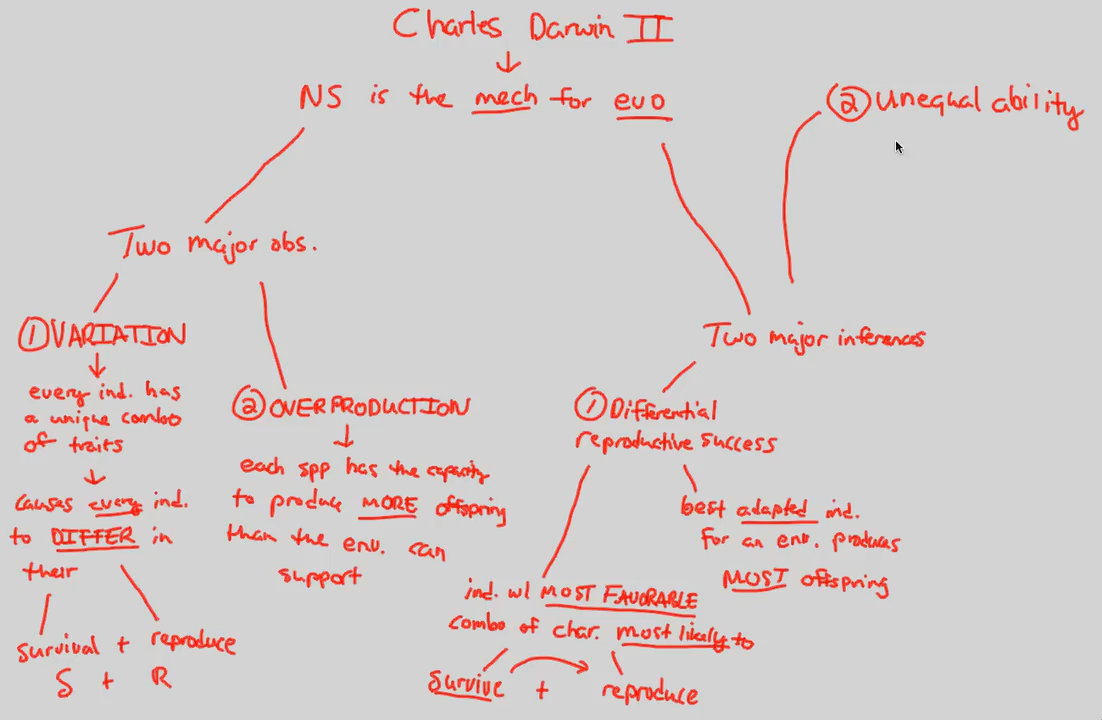 Charles Darwin II
↓
NS is the mech for evo
② Unequal ability
Two major obs.
① VARIATION
↓
every ind. has
a unique combo
of traits
↓
causes every ind.
to DIFFER in
their
survival + reproduce
S + R
② OVERPRODUCTION
↓
each spp has the capacity
to produce MORE offspring
than the env. can
support
Two major inferences
① Differential
reproductive success
ind. w/ MOST FAVORABLE
combo of char. most likely to
survive + reproduce
best adapted ind.
for an env. produces
MOST offspring